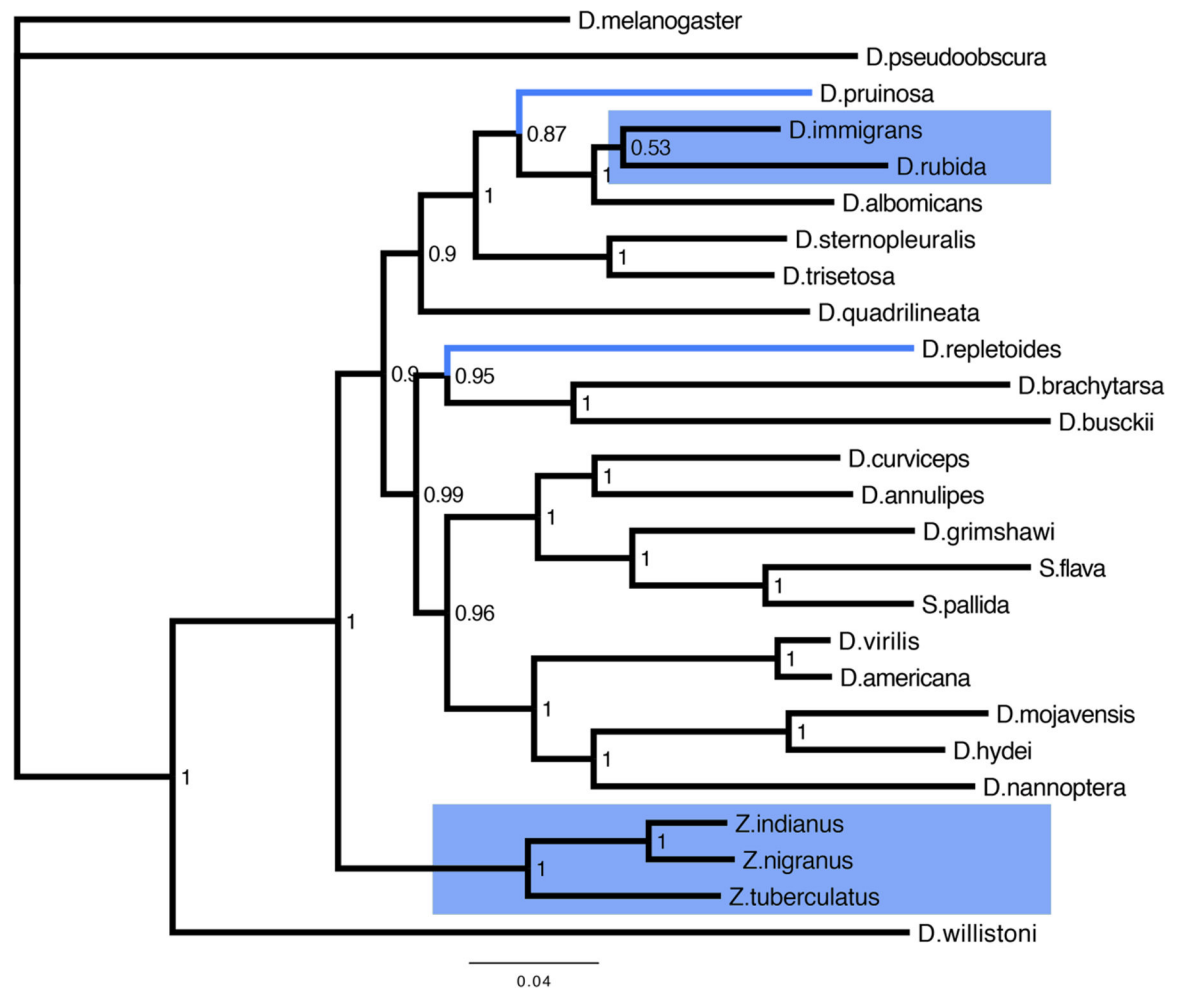 D.melanogaster
D.pseudoobscura
D.pruinosa
0.87
D.immigrans
0.53
D.rubida
1
1
D.albomicans
D.sternopleuralis
0.9
1
D.trisetosa
D.quadrilineata
D.repletoides
0.9
0.95
D.brachytarsa
1
D.busckii
D.curviceps
1
0.99
D.annulipes
1
D.grimshawi
1
S.flava
1
S.pallida
0.96
1
D.virilis
1
D.americana
1
D.mojavensis
1
D.hydei
1
D.nannoptera
1
Z.indianus
1
Z.nigranus
1
Z.tuberculatus
D.willistoni
0.04